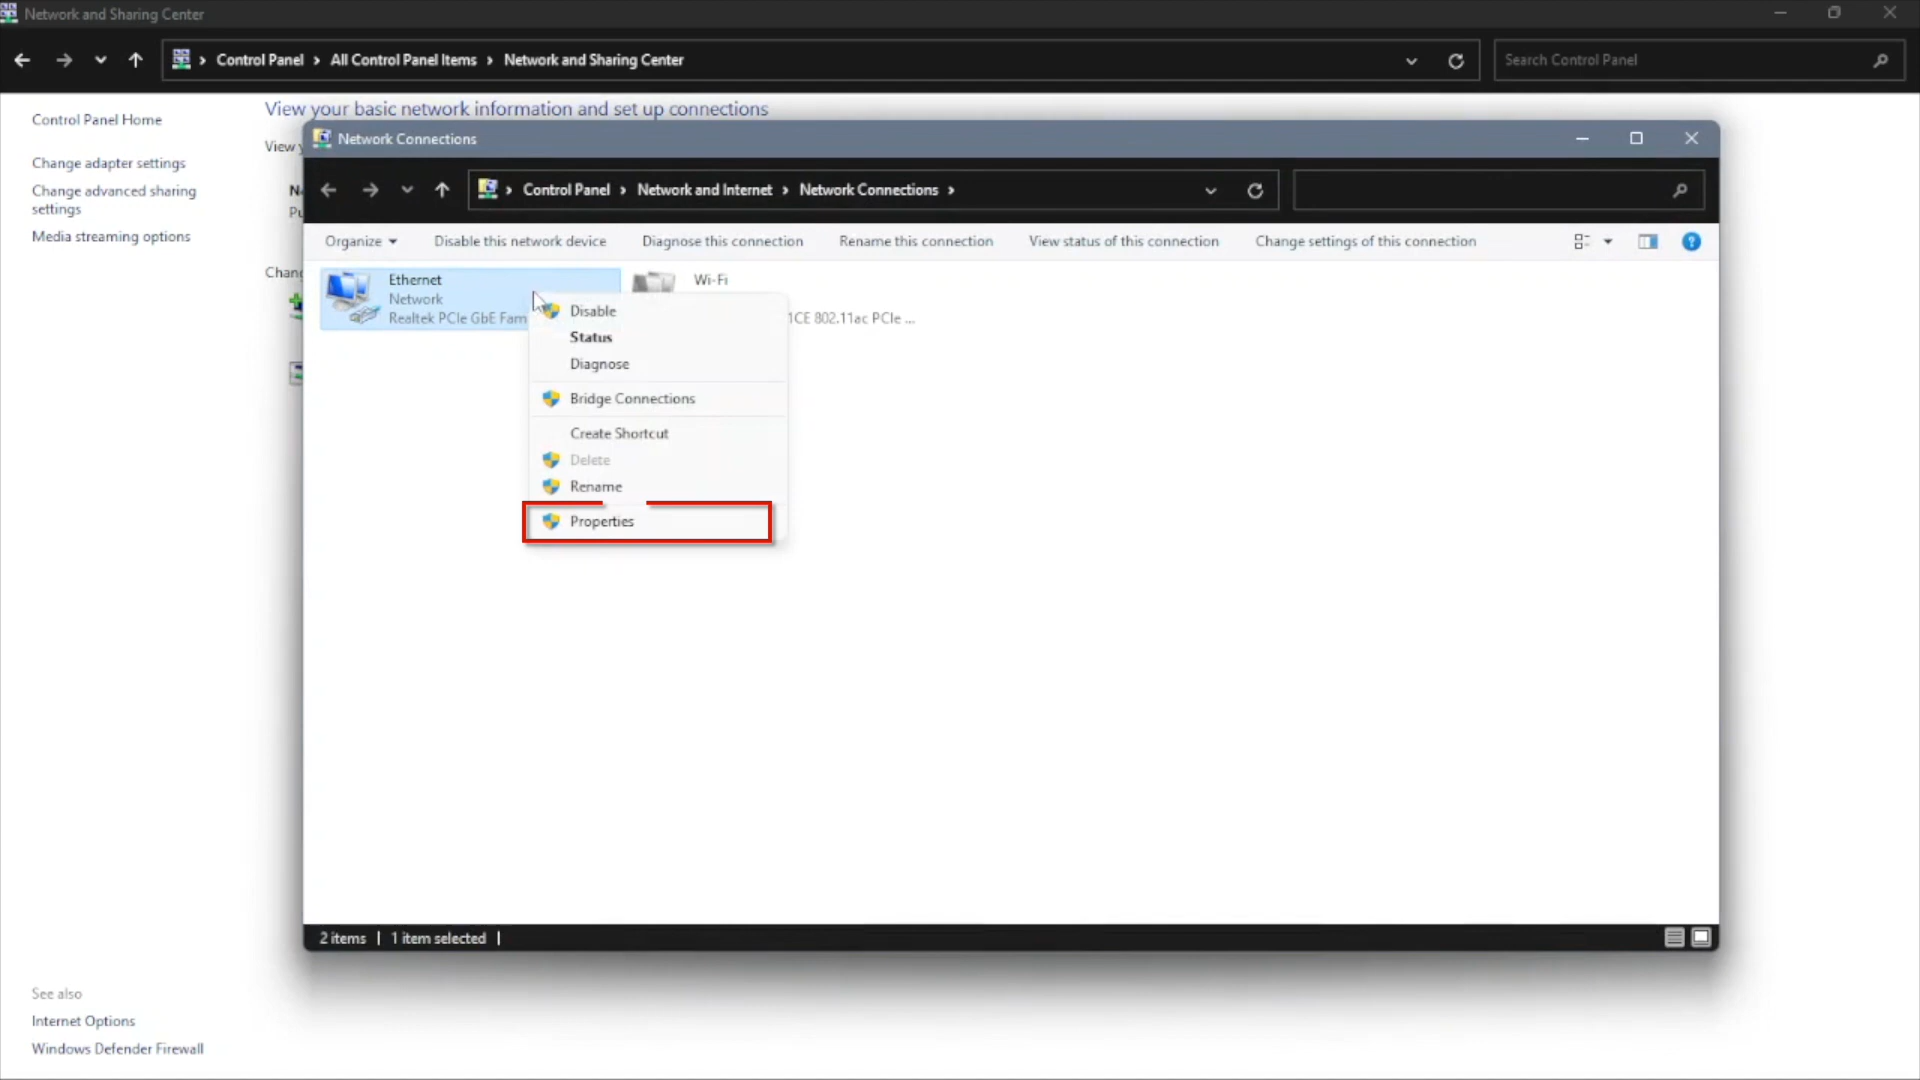 Network and Sharing Center
Control Panel > All Control Panel Items > Network and Sharing Center
Search Control Panel
Control Panel Home
Change adapter settings
Change advanced sharing
settings
Media streaming options
View your basic network information and set up connections
View
Network Connections
Control Panel > Network and Internet > Network Connections >
Organize
Disable this network device
Diagnose this connection
Rename this connection
View status of this connection
Change settings of this connection
Ethernet
Network
Realtek PCIe GbE Fam
Wi-Fi
1CE 802.11ac PCIe ...
Disable
Status
Diagnose
Bridge Connections
Create Shortcut
Delete
Rename
Properties
2 items
1 item selected
See also
Internet Options
Windows Defender Firewall